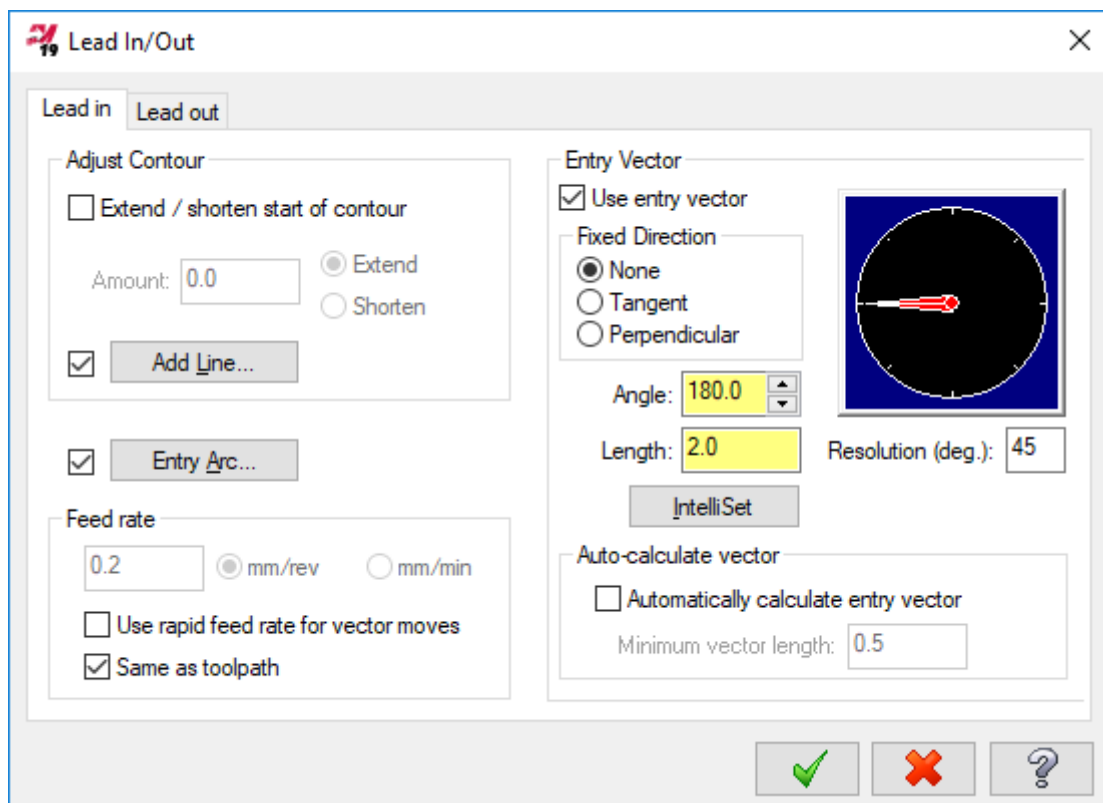 19 Lead In/Out
Lead in Lead out
Adjust Contour
Extend / shorten start of contour
Amount: 0.0
Extend
Shorten
Add Line...
Entry Arc...
Feed rate
0.2 mm/rev mm/min
Use rapid feed rate for vector moves
Same as toolpath
Entry Vector
Use entry vector
Fixed Direction
None
Tangent
Perpendicular
Angle: 180.0
Length: 2.0 Resolution (deg.): 45
IntelliSet
Auto-calculate vector
Automatically calculate entry vector
Minimum vector length: 0.5